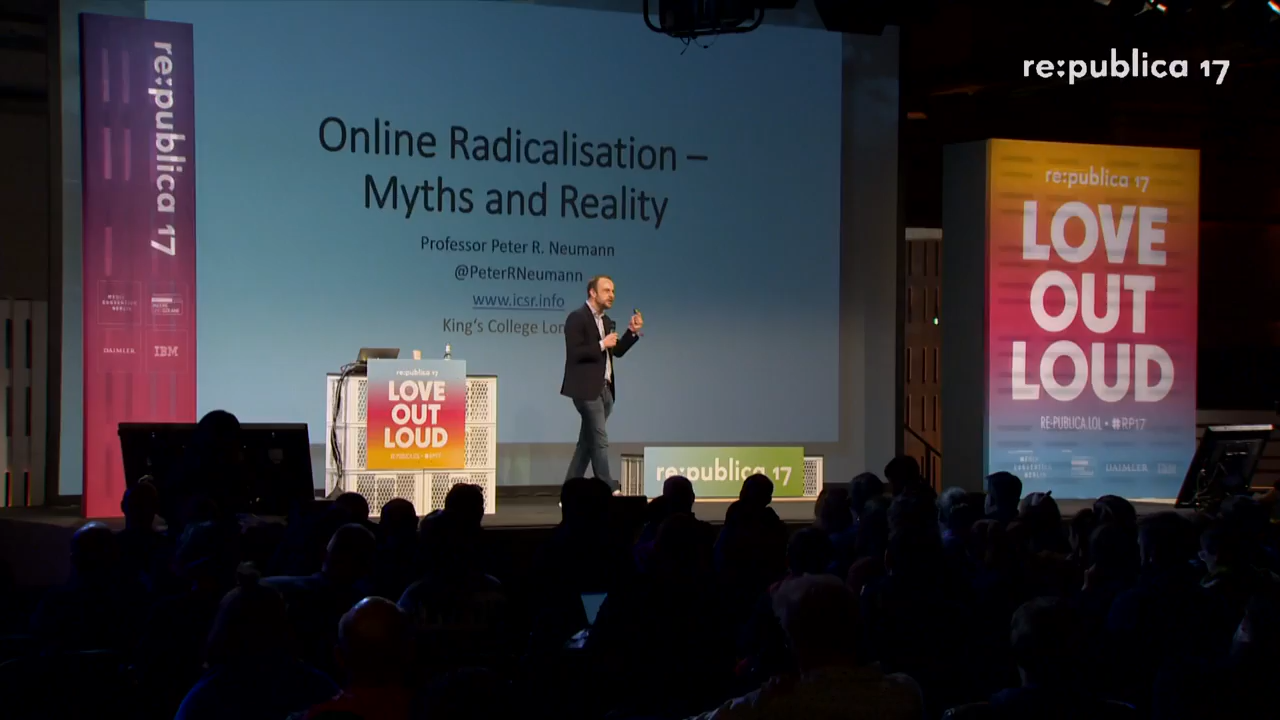 re:publica 17
DAIMLER
IBM
Online Radicalisation –
Myths and Reality
Professor Peter R. Neumann
@PeterRNeumann
www.icsr.info
King's College
re:publica 17
LOVE
OUT
LOUD
re:publica 17
re:publica 17
re:publica 17
LOVE
OUT
LOUD
RE-PUBLICA.LOL • #RP17
DAIMLER
IBM